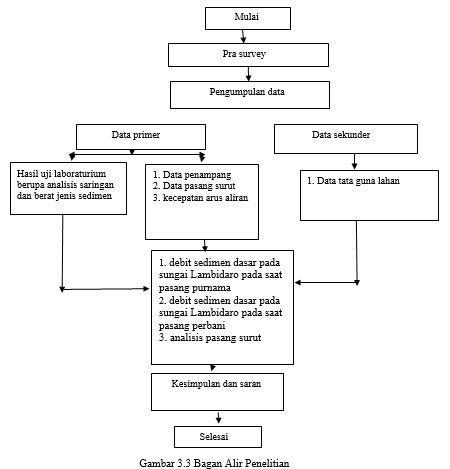 Mulai
Pra survey
Pengumpulan data
Data primer
Data sekunder
Hasil uji laboraturium
berupa analisis saringan
dan berat jenis sedimen
1. Data penampang
2. Data pasang surut
3. kecepatan arus aliran
1. Data tata guna lahan
1. debit sedimen dasar pada
sungai Lambidaro pada saat
pasang purnama
2. debit sedimen dasar pada
sungai Lambidaro pada saat
pasang perbani
3. analisis pasang surut
Kesimpulan dan saran
Selesai
Gambar 3.3 Bagan Alir Penelitian